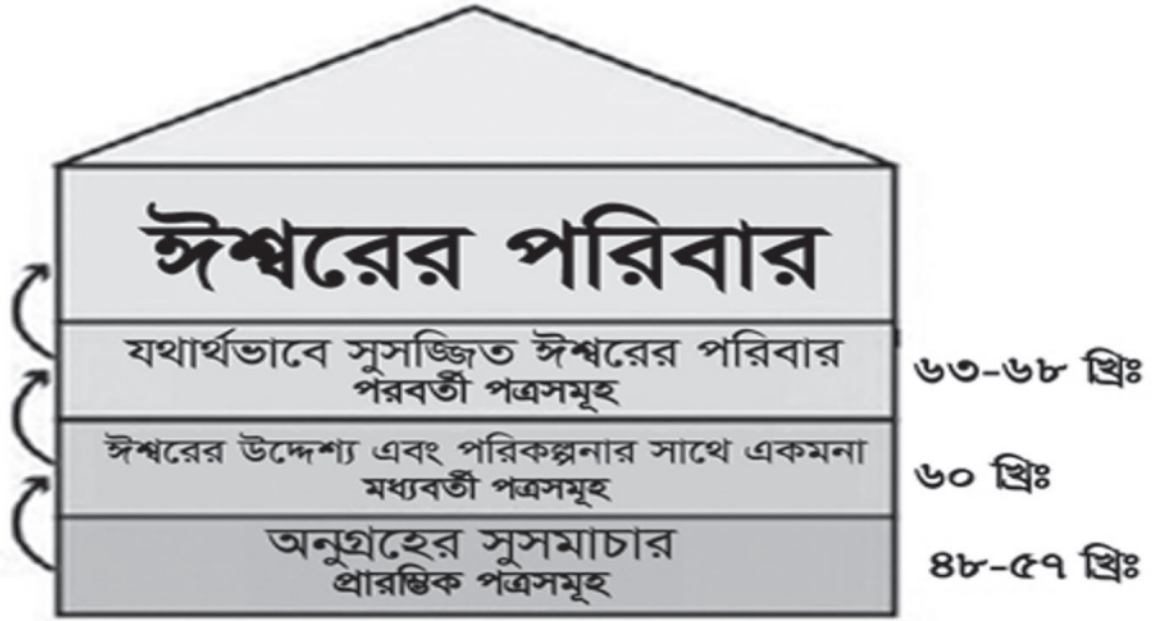 ঈশ্বরের পরিবার
যথার্থভাবে সুসজ্জিত ঈশ্বরের পরিবার
পরবর্তী পত্রসমূহ
৬৩-৬৮ খ্রিঃ
ঈশ্বরের উদ্দেশ্য এবং পরিকল্পনার সাথে একমনা
মধ্যবর্তী পত্রসমূহ
৬০ খ্রিঃ
অনুগ্রহের সুসমাচার
প্রারম্ভিক পত্রসমূহ
৪৮-৫৭ খ্রিঃ